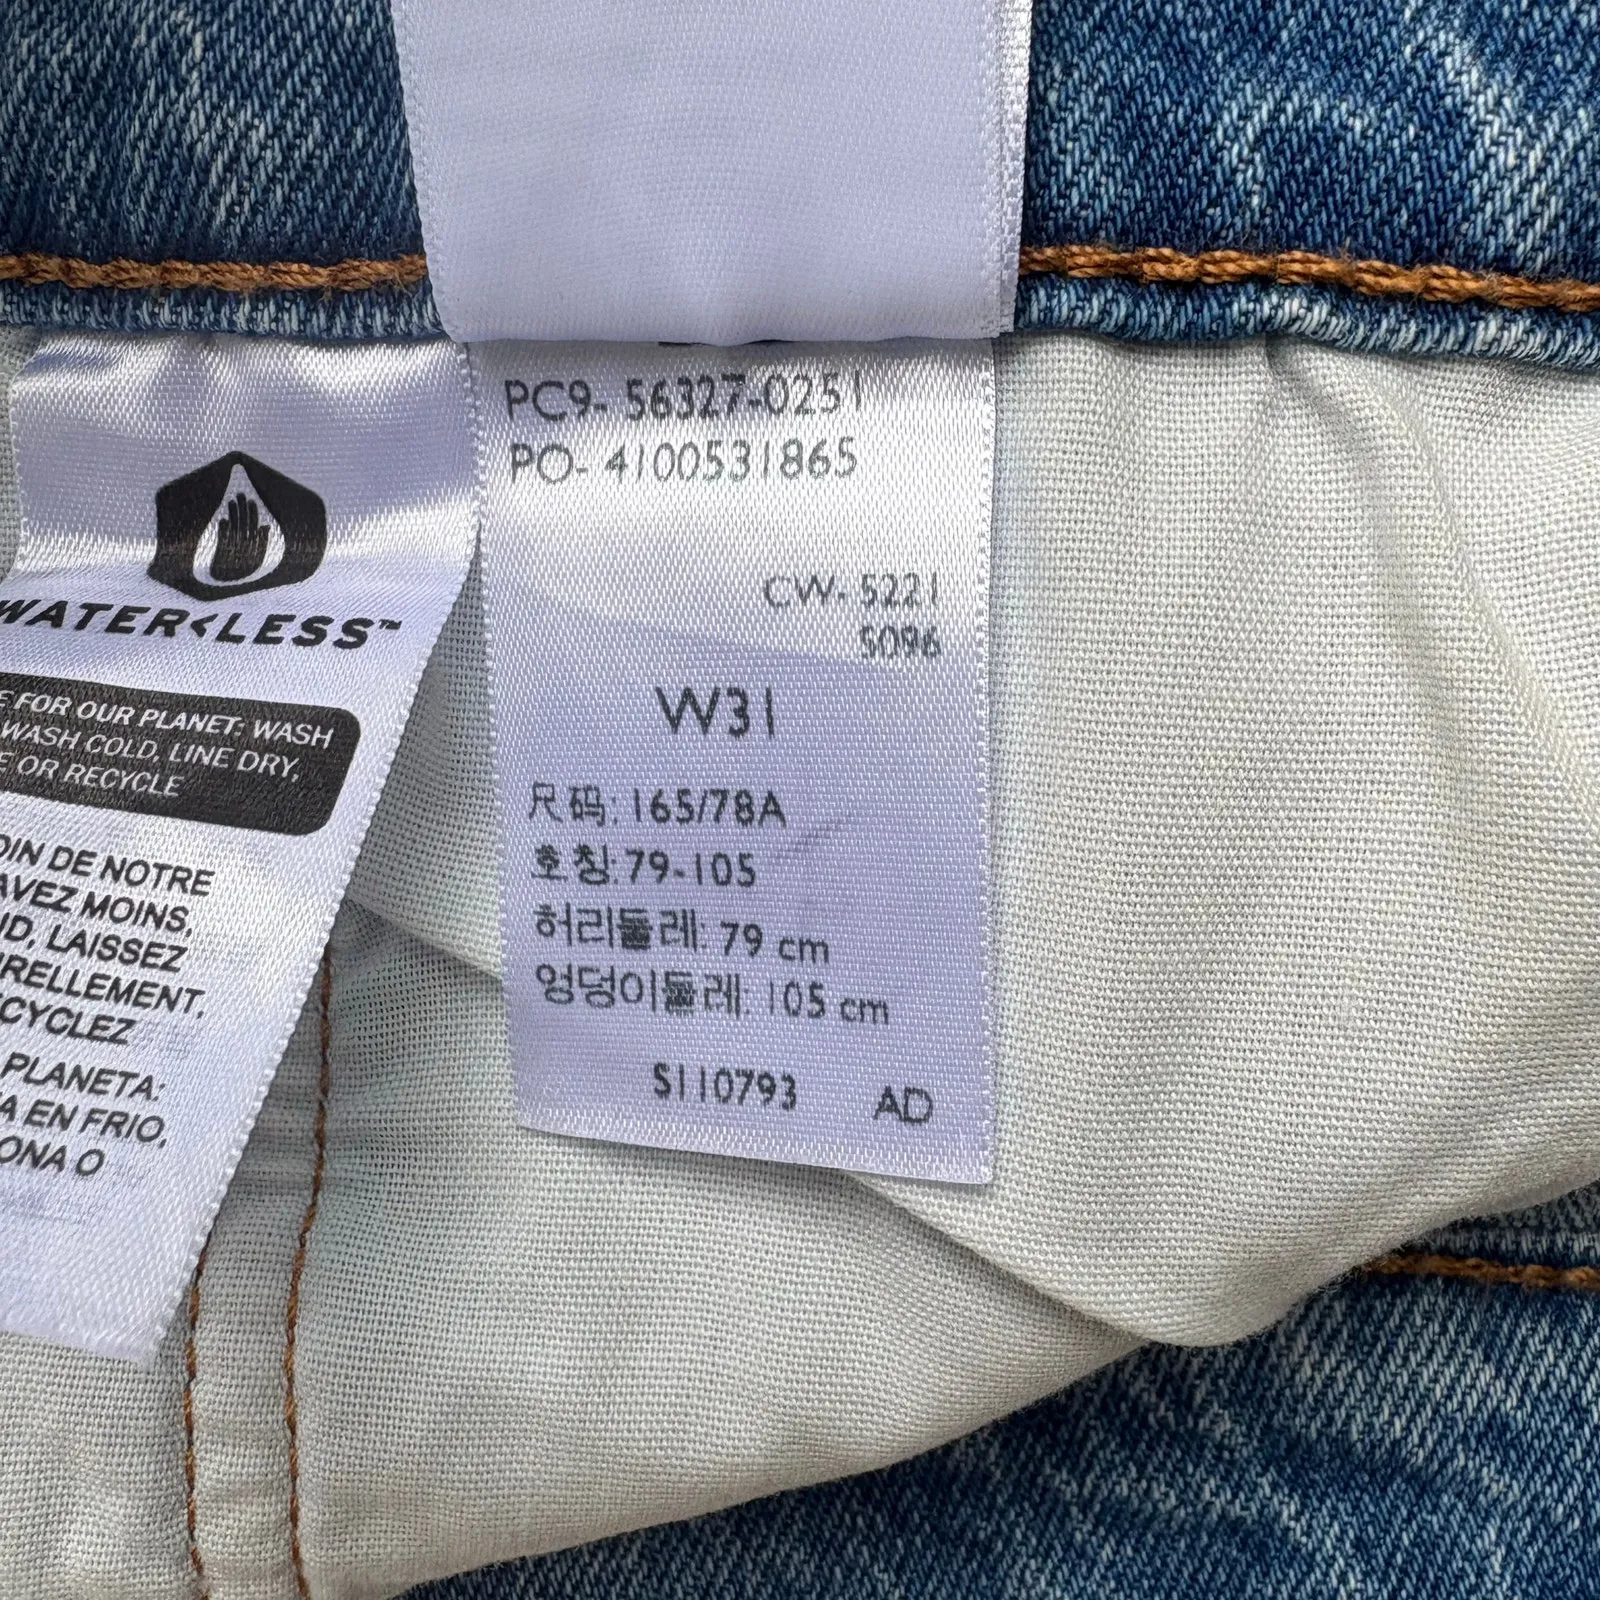 WATER<LESS™
E FOR OUR PLANET: WASH
WASH COLD, LINE DRY,
E OR RECYCLE
OIN DE NOTRE
AVEZ MOINS,
ID, LAISSEZ
URELLEMENT,
CYCLEZ
PLANETA:
A EN FRIO,
ONA O
PC9- 56327-0251
PO- 4100531865
CW- 5221
5096
W31
尺码: 165/78A
호칭: 79-105
허리둘레: 79 cm
엉덩이둘레: 105 cm
S110793 AD